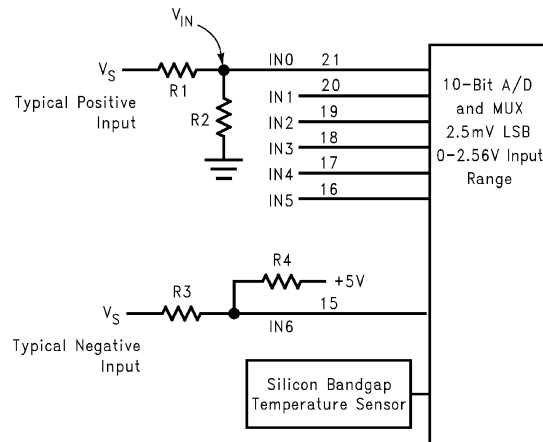 V_IN
V_S
R1
Typical Positive
Input
R2
IN0 21
IN1 20
IN2 19
IN3 18
IN4 17
IN5 16
10-Bit A/D
and MUX
2.5mV LSB
0-2.56V Input
Range
R4
+5V
V_S
R3
IN6 15
Typical Negative
Input
Silicon Bandgap
Temperature Sensor